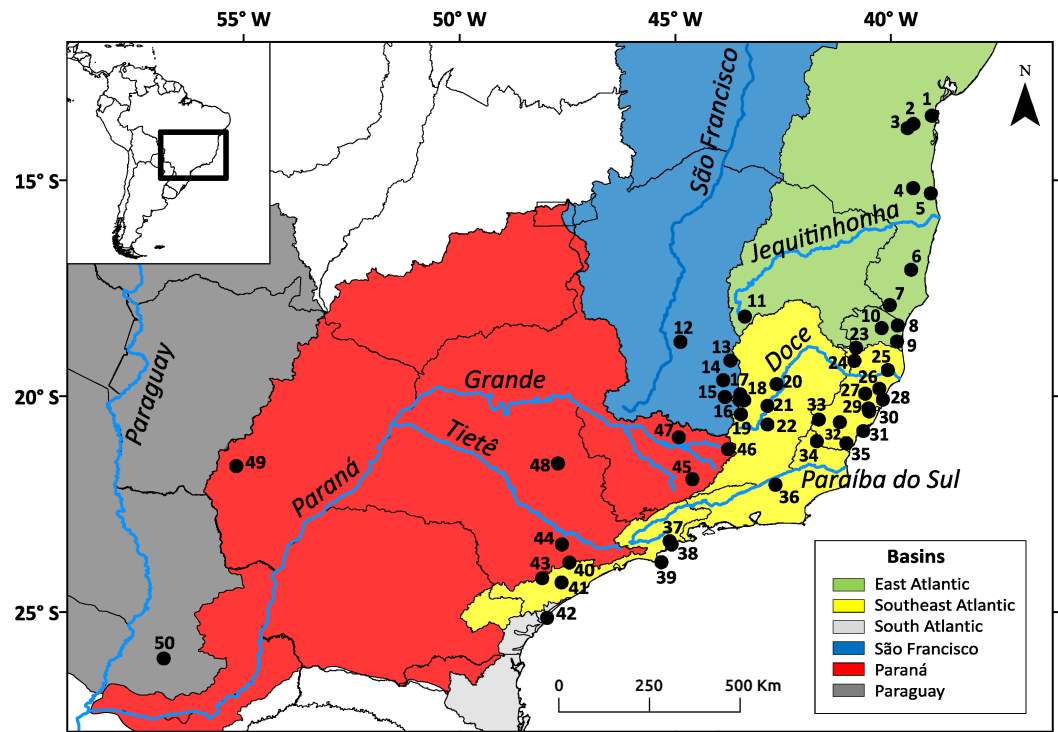 55° W
50° W
45° W
40° W
15° S
20° S
25° S
N
São Francisco
Jequitinhonha
Doce
Paraguay
Grande
Tietê
Paraná
Paraíba do Sul
1
2
3
4
5
6
7
8
9
10
11
12
13
14
15
16
17
18
19
20
21
22
23
24
25
26
27
28
29
30
31
32
33
34
35
36
37
38
39
40
41
42
43
44
45
46
47
48
49
50
Basins
East Atlantic
Southeast Atlantic
South Atlantic
São Francisco
Paraná
Paraguay
0 250 500 Km